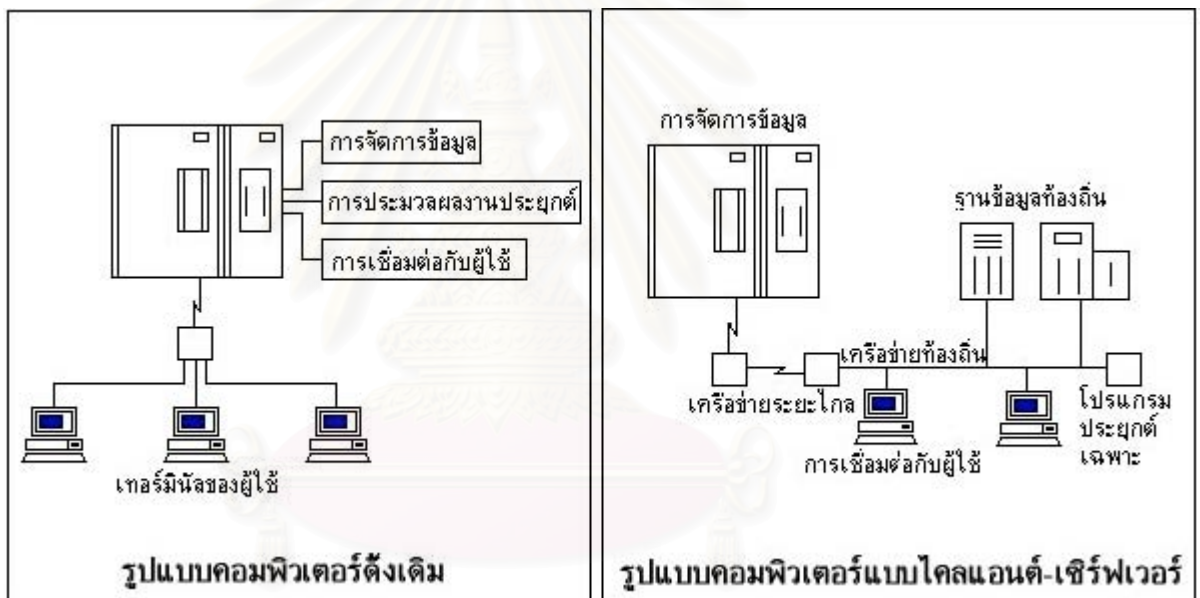 การจัดการข้อมูล
การประมวลผลงานประยุกต์
การเชื่อมต่อกับผู้ใช้
เทอร์มินัลของผู้ใช้
รูปแบบคอมพิวเตอร์ดั้งเดิม
การจัดการข้อมูล
ฐานข้อมูลท้องถิ่น
เครือข่ายท้องถิ่น
เครือข่ายระยะไกล
โปรแกรม
ประยุกต์
เฉพาะ
การเชื่อมต่อกับผู้ใช้
รูปแบบคอมพิวเตอร์แบบไคลแอนต์-เซิร์ฟเวอร์